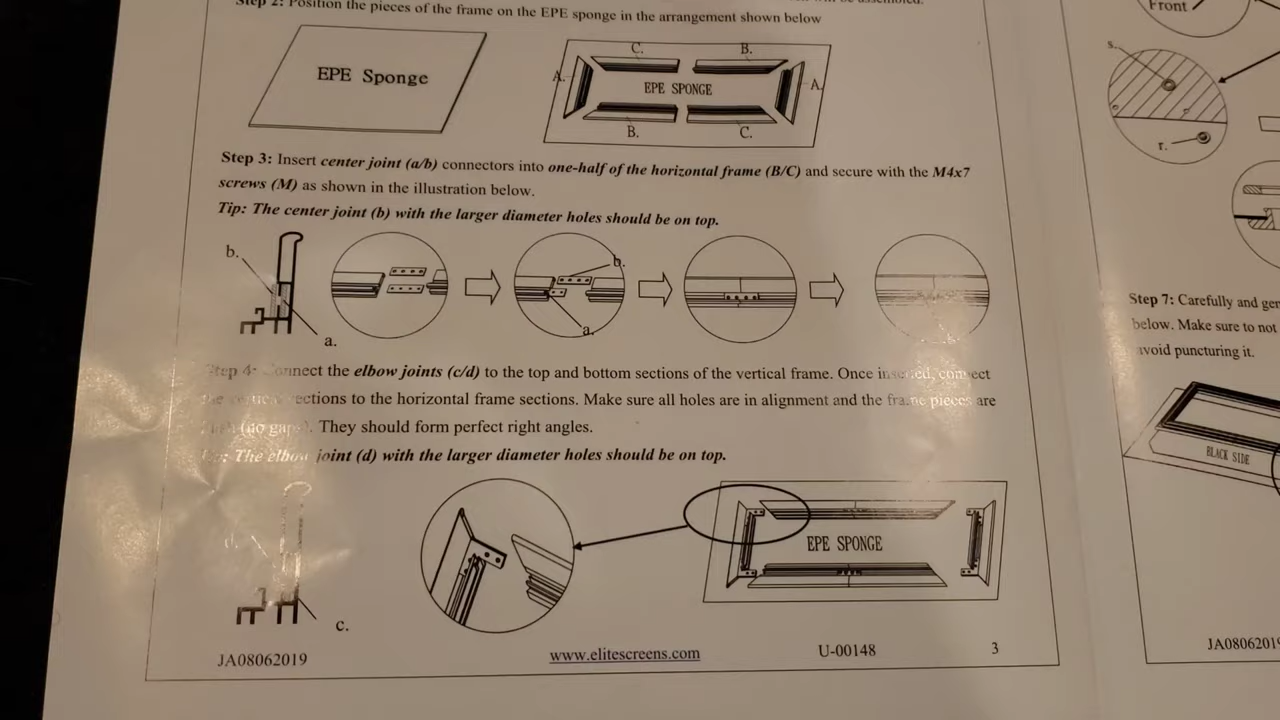 Step 2: Position the pieces of the frame on the EPE sponge in the arrangement shown below
EPE Sponge
C.
B.
A.
EPE SPONGE
A.
B.
C.
Step 3: Insert center joint (a/b) connectors into one-half of the horizontal frame (B/C) and secure with the M4x7
screws (M) as shown in the illustration below.
Tip: The center joint (b) with the larger diameter holes should be on top.
b.
a.
b.
a.
Step 4: Connect the elbow joints (c/d) to the top and bottom sections of the vertical frame. Once inserted, connect
the vertical sections to the horizontal frame sections. Make sure all holes are in alignment and the frame pieces are
(no gaps). They should form perfect right angles.
Tip: The elbow joint (d) with the larger diameter holes should be on top.
d.
c.
EPE SPONGE
JA08062019
www.elitescreens.com
U-00148
3
Front
s.
r.
Step 7: Carefully and
below. Make sure to not
avoid puncturing it.
BLACK SIDE